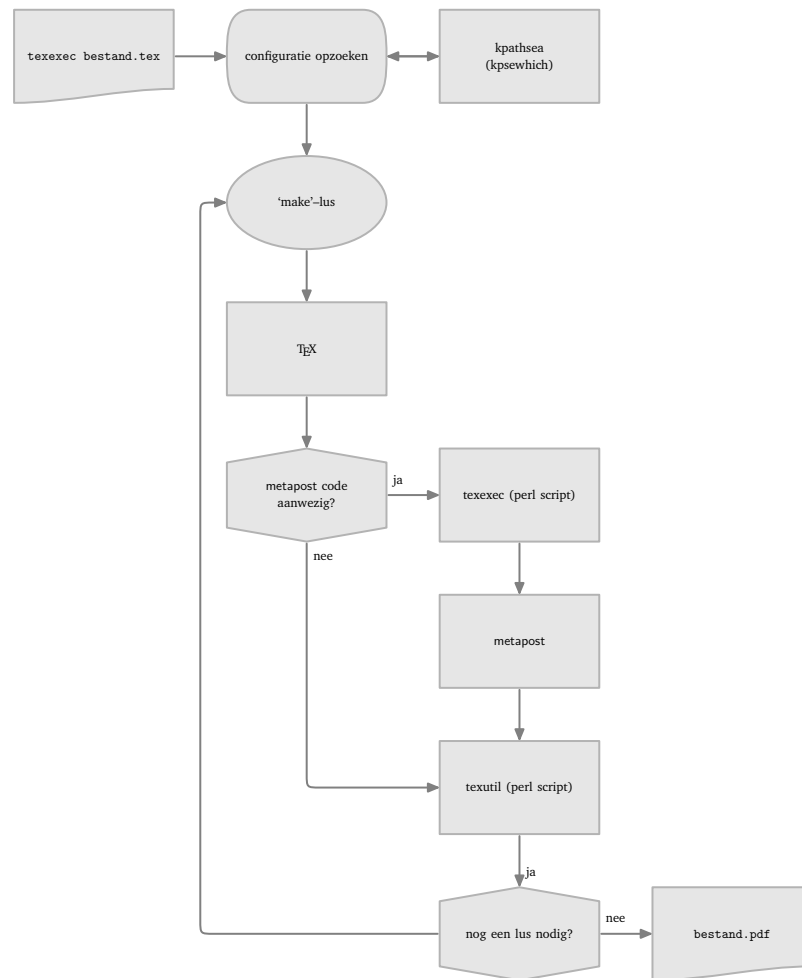 texexec bestand.tex
configuratie opzoeken
kpathsea
(kpsewhich)
‘make’–lus
TEX
metapost code
aanwezig?
ja
texexec (perl script)
nee
metapost
texutil (perl script)
ja
nog een lus nodig?
nee
bestand.pdf